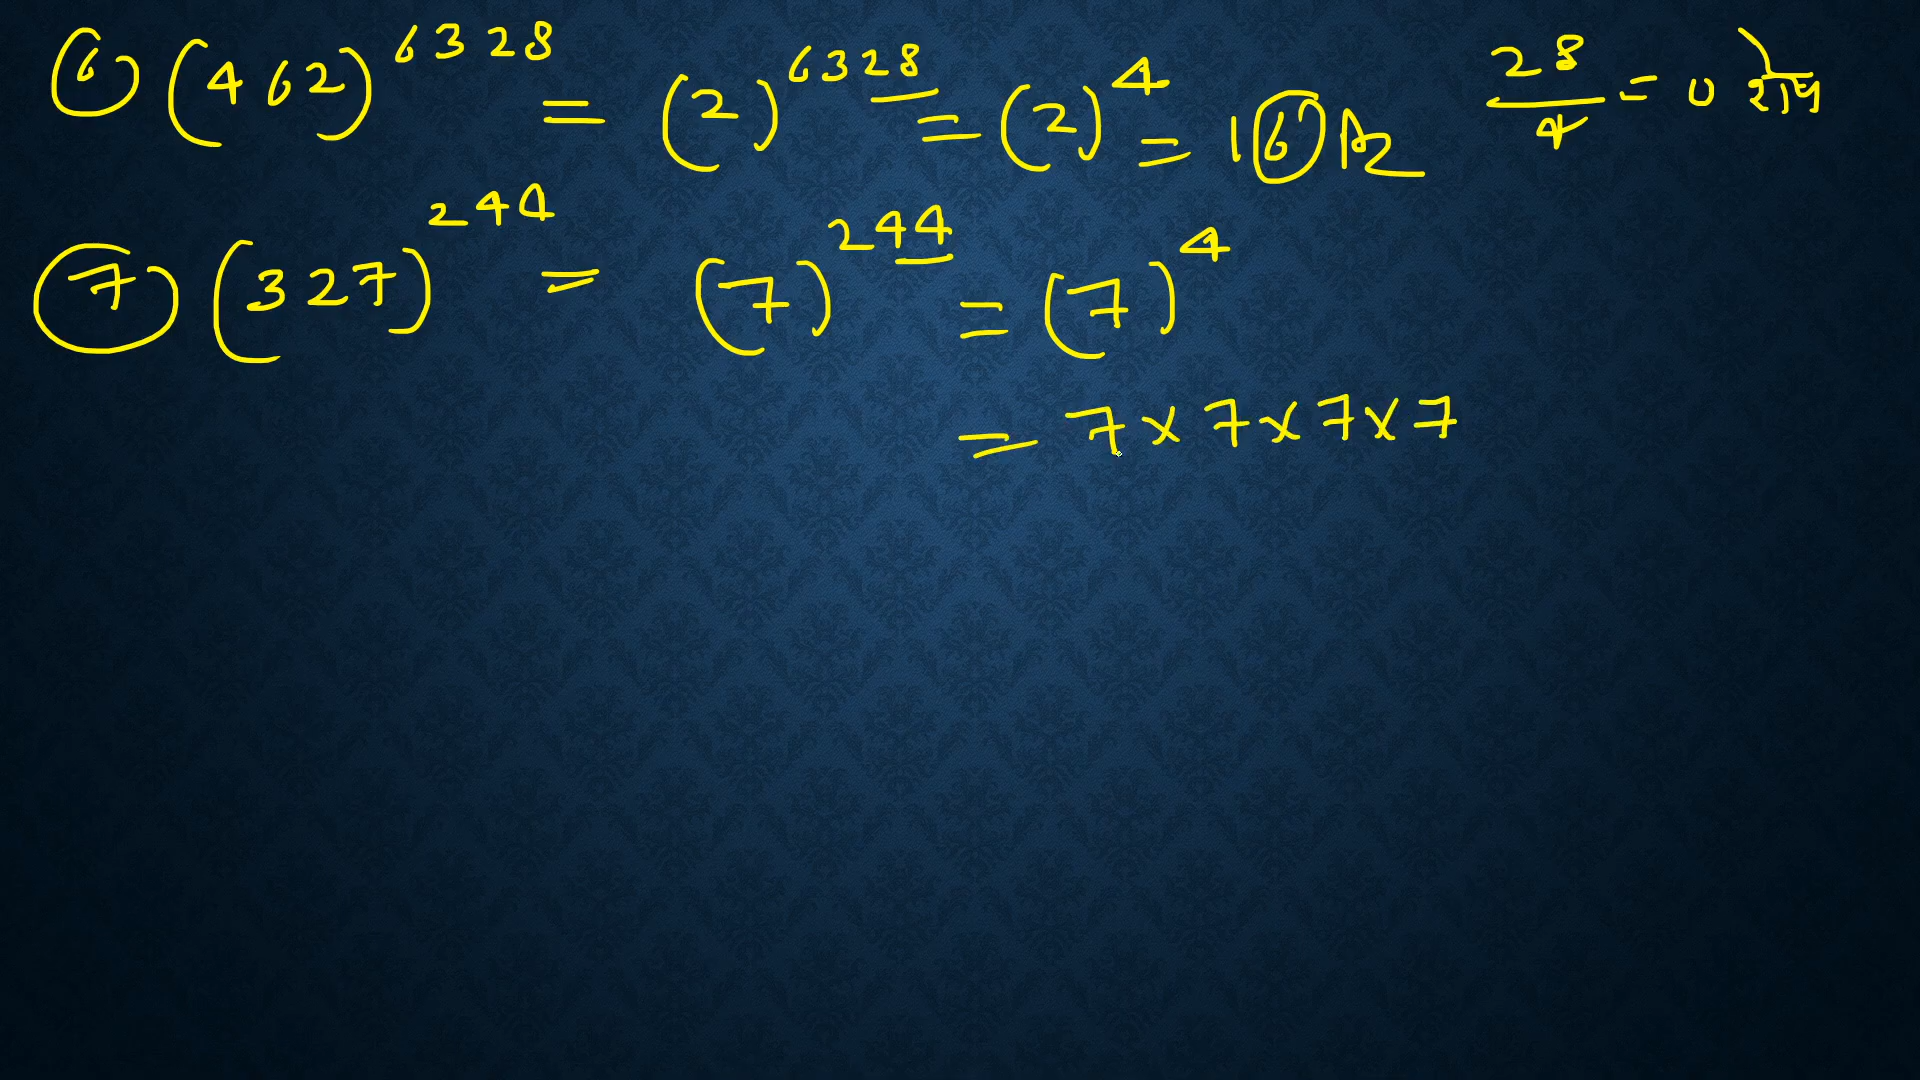 6 (462)^6328 = (2)^6328 = (2)^4 = 16 Ans 28/4 = 0 शेष
7 (327)^244 = (7)^244 = (7)^4
= 7 × 7 × 7 × 7